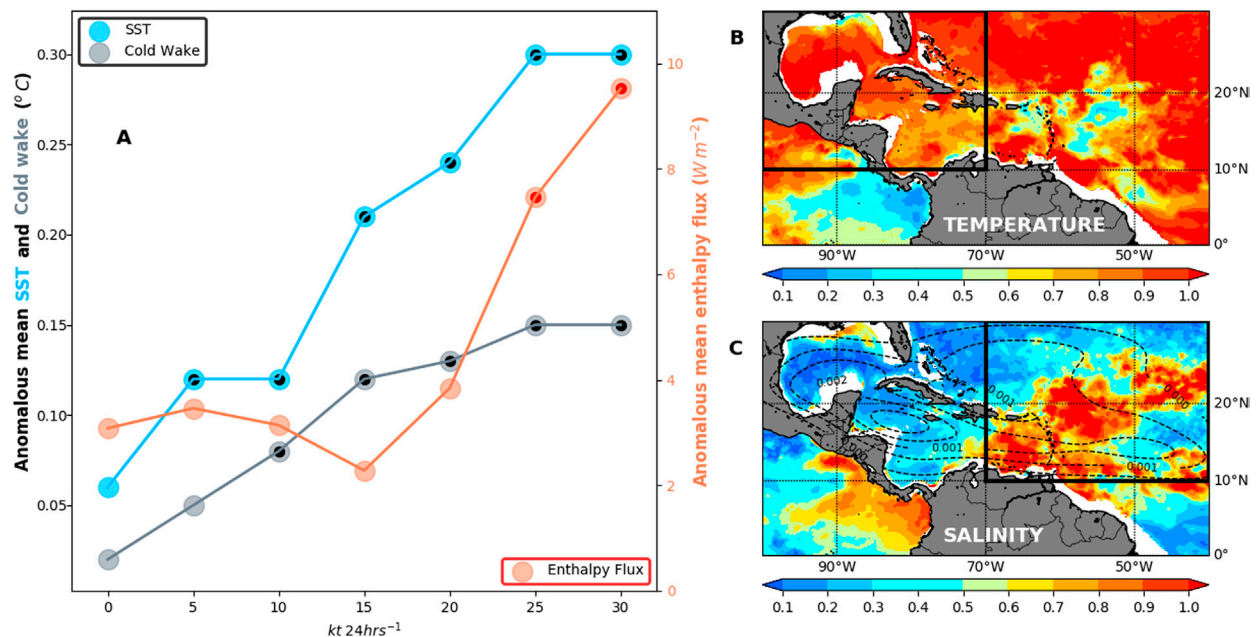 SST
Cold Wake
A
Anomalous mean SST and Cold wake (°C)
0.30
0.25
0.20
0.15
0.10
0.05
10
8
6
4
2
0
Anomalous mean enthalpy flux (W m⁻²)
Enthalpy Flux
0 5 10 15 20 25 30
kt 24hrs⁻¹
B
20°N
10°N
0°
TEMPERATURE
90°W 70°W 50°W
0.1 0.2 0.3 0.4 0.5 0.6 0.7 0.8 0.9 1.0
C
0.002
0.001
0.000
0.001
0.001
20°N
10°N
0°
SALINITY
90°W 70°W 50°W
0.1 0.2 0.3 0.4 0.5 0.6 0.7 0.8 0.9 1.0